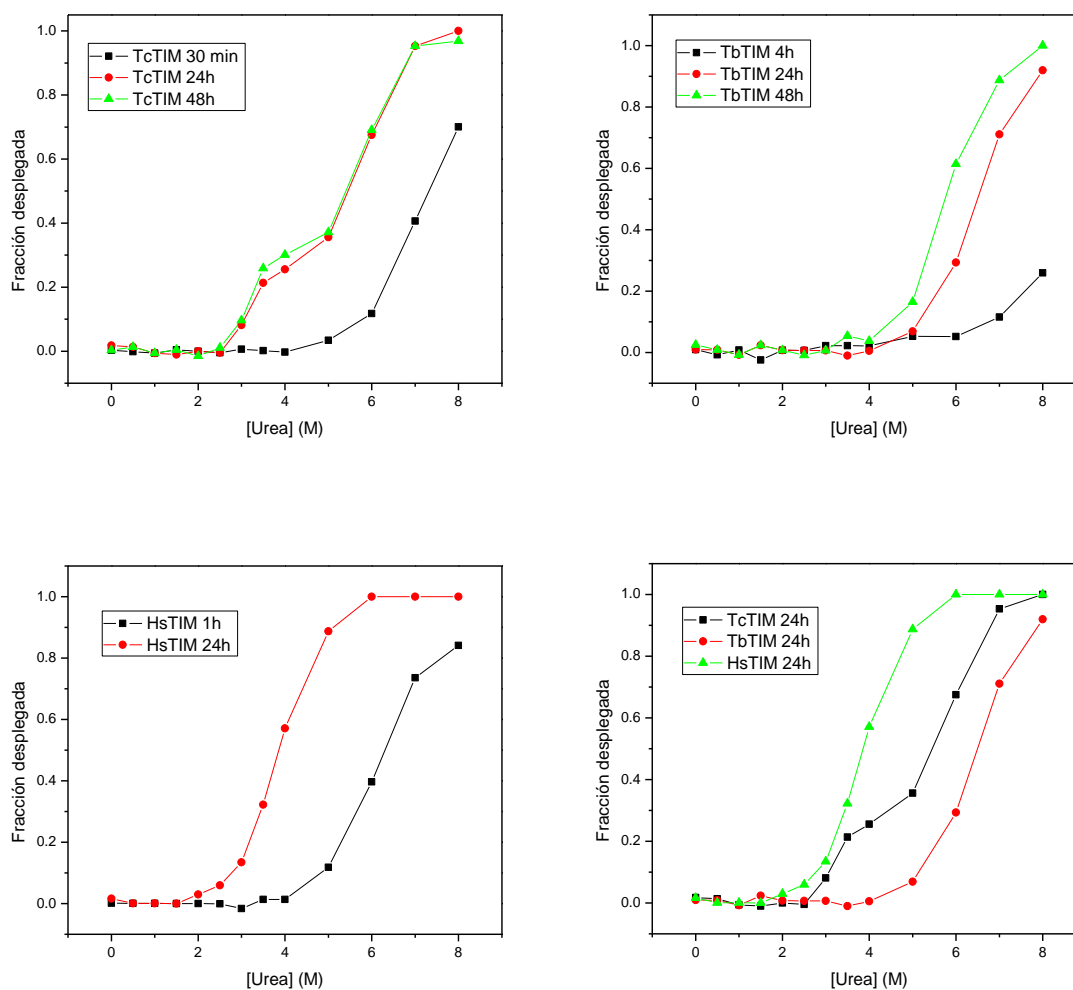 TcTIM 30 min
TcTIM 24h
TcTIM 48h
Fracción desplegada
1.0
0.8
0.6
0.4
0.2
0.0
0 2 4 6 8
[Urea] (M)
TbTIM 4h
TbTIM 24h
TbTIM 48h
Fracción desplegada
1.0
0.8
0.6
0.4
0.2
0.0
0 2 4 6 8
[Urea] (M)
HsTIM 1h
HsTIM 24h
Fracción desplegada
1.0
0.8
0.6
0.4
0.2
0.0
0 2 4 6 8
[Urea] (M)
TcTIM 24h
TbTIM 24h
HsTIM 24h
Fracción desplegada
1.0
0.8
0.6
0.4
0.2
0.0
0 2 4 6 8
[Urea] (M)